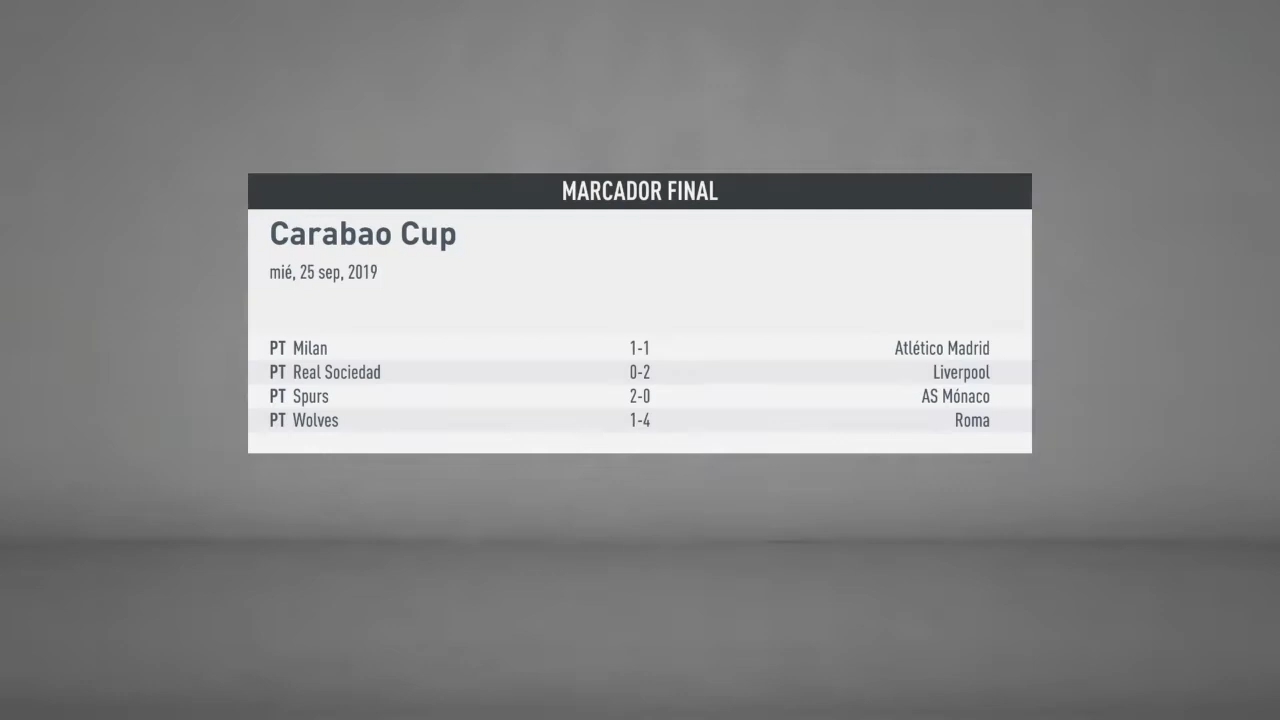 MARCADOR FINAL
Carabao Cup
mié, 25 sep, 2019
PT Milan 1-1 Atlético Madrid
PT Real Sociedad 0-2 Liverpool
PT Spurs 2-0 AS Mónaco
PT Wolves 1-4 Roma